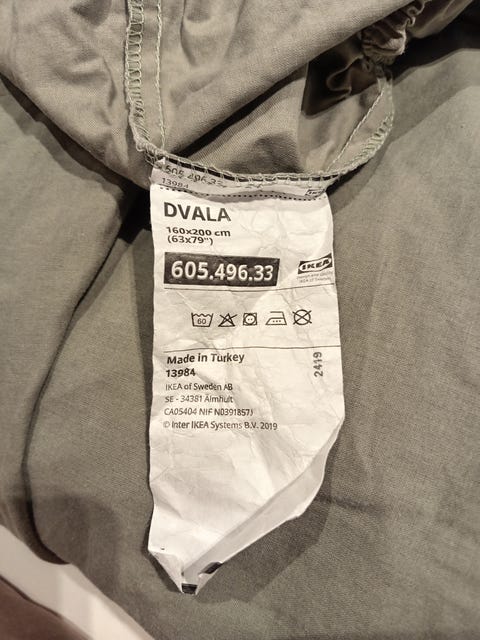 13984
DVALA
160x200 cm
(63x79")
605.496.33
IKEA
60
Made in Turkey
13984
2419
IKEA of Sweden AB
SE - 34381 Älmhult
CA05404 NIF N0391857J
© Inter IKEA Systems B.V. 2019